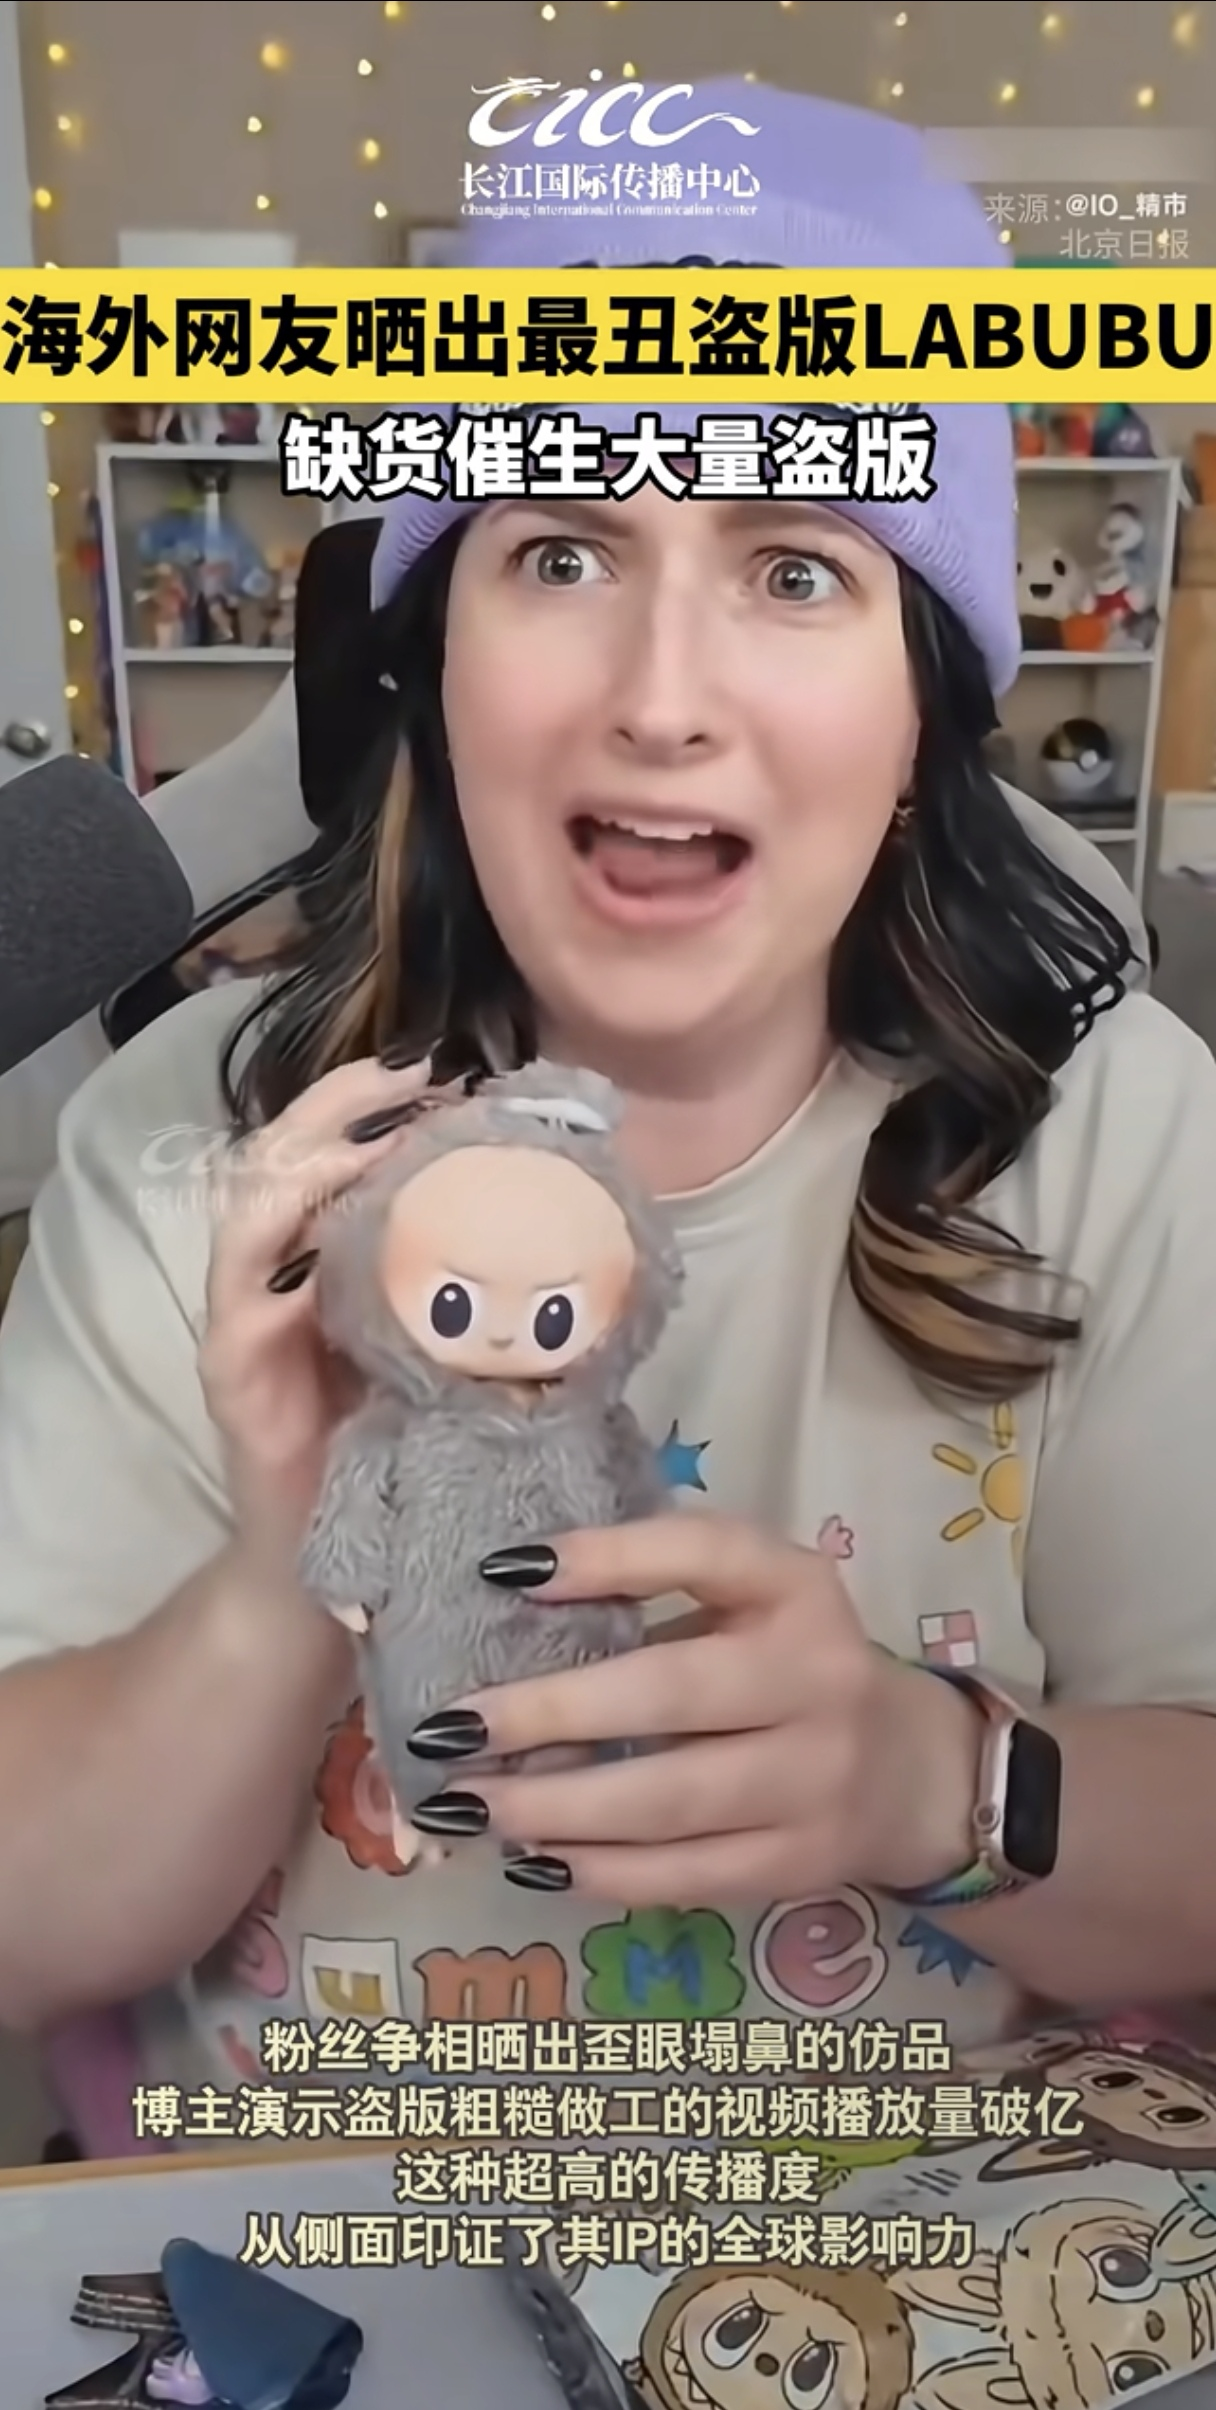 cicc
长江国际传播中心
Changjiang International Communication Center
来源:@IO_精市
北京日报
海外网友晒出最丑盗版LABUBU
缺货催生大量盗版
粉丝争相晒出歪眼塌鼻的仿品
博主演示盗版粗糙做工的视频播放量破亿
这种超高的传播度
从侧面印证了其IP的全球影响力